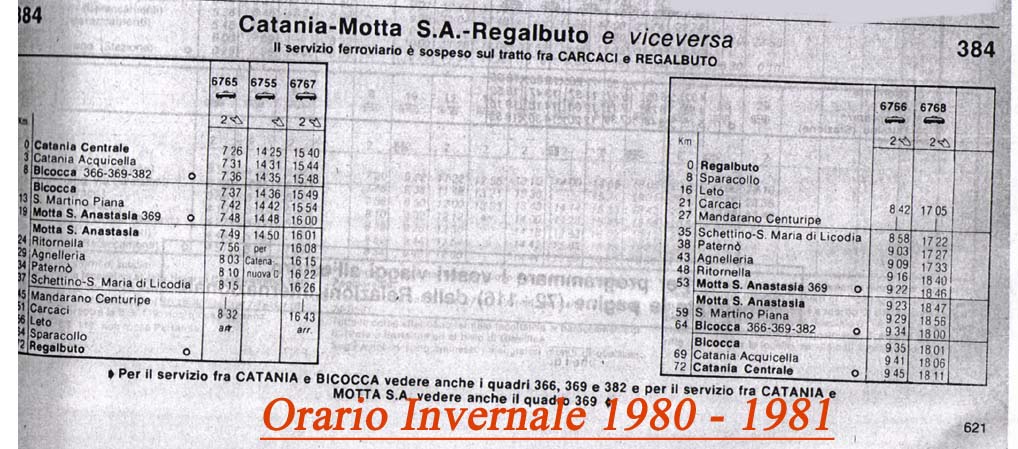 384
Catania-Motta S.A.-Regalbuto e viceversa
Il servizio ferroviario è sospeso sul tratto fra CARCACI e REGALBUTO
384
6765 6755 6767
2 2
km
0 Catania Centrale 7 26 14 25 15 40
3 Catania Acquicella 7 31 14 31 15 44
8 Bicocca 366-369-382 o 7 36 14 35 15 48
Bicocca 7 37 14 36 15 49
13 S. Martino Piana 7 42 14 42 15 54
19 Motta S. Anastasia 369 o 7 48 14 48 16 00
Motta S. Anastasia 7 49 14 50 16 01
24 Ritornella 7 56 per 16 08
29 Agnelleria 8 03 Catena 16 15
34 Paternò 8 10 nuova C 16 22
37 Schettino-S. Maria di Licodia 8 15 16 26
45 Mandarano Centuripe | |
51 Carcaci 8 32 16 43
56 Leto arr arr.
64 Sparacollo
72 Regalbuto o
6766 6768
2 2
Km
0 Regalbuto
8 Sparacollo
16 Leto
21 Carcaci 8 42 17 05
27 Mandarano Centuripe | |
35 Schettino-S. Maria di Licodia 8 58 17 22
38 Paternò 9 03 17 27
43 Agnelleria 9 09 17 33
48 Ritornella 9 16 18 40
53 Motta S. Anastasia 369 o 9 22 18 46
Motta S. Anastasia 9 23 18 47
59 S. Martino Piana 9 29 18 56
64 Bicocca 366-369-382 o 9 34 18 00
Bicocca 9 35 18 01
69 Catania Acquicella 9 41 18 06
72 Catania Centrale o 9 45 18 11
Per il servizio fra CATANIA e BICOCCA vedere anche i quadri 366, 369 e 382 e per il servizio fra CATANIA e
MOTTA S.A. vedere anche il quadro 369
Orario Invernale 1980 - 1981
621